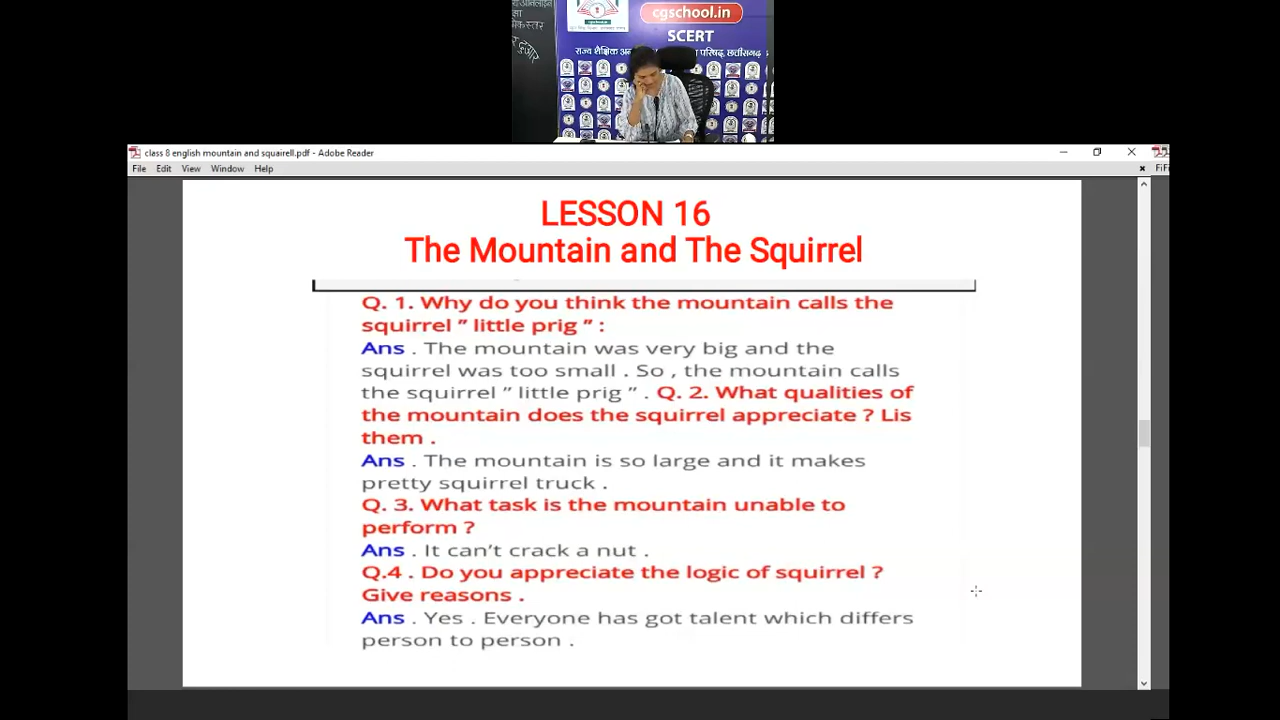 cgschool.in
SCERT
राज्य शैक्षिक अ परिषद्, छत्तीसगढ़
class 8 english mountain and squairell.pdf - Adobe Reader
File Edit View Window Help
LESSON 16
The Mountain and The Squirrel
Q. 1. Why do you think the mountain calls the
squirrel ” little prig ” :
Ans . The mountain was very big and the
squirrel was too small . So , the mountain calls
the squirrel ” little prig ” . Q. 2. What qualities of
the mountain does the squirrel appreciate ? Lis
them .
Ans . The mountain is so large and it makes
pretty squirrel truck .
Q. 3. What task is the mountain unable to
perform ?
Ans . It can’t crack a nut .
Q.4 . Do you appreciate the logic of squirrel ?
Give reasons .
Ans . Yes . Everyone has got talent which differs
person to person .